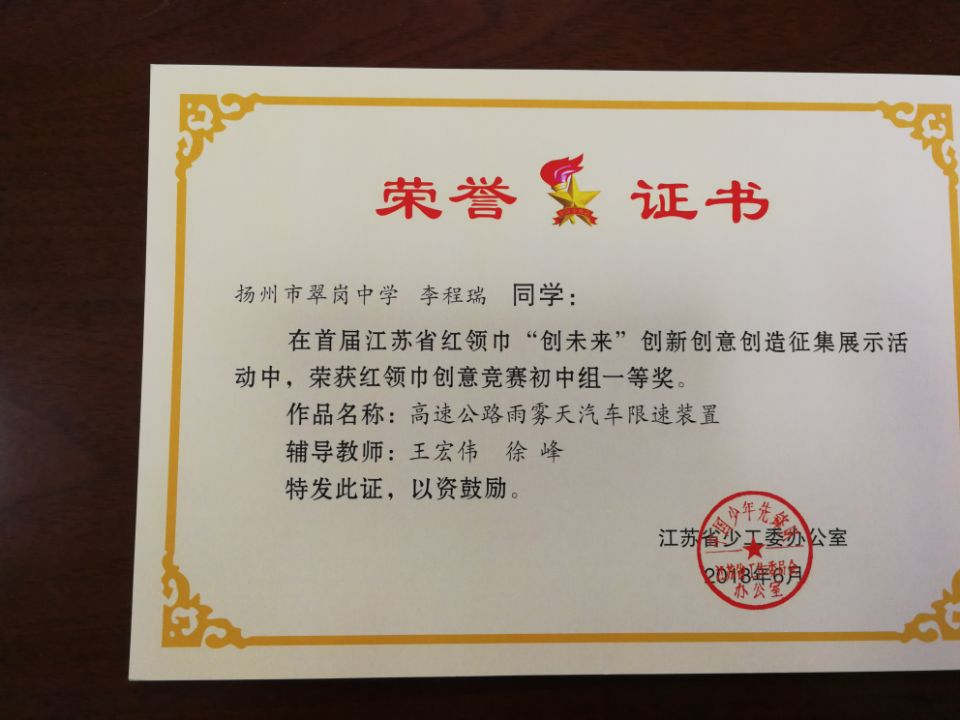 荣誉证书
扬州市翠岗中学 李程瑞 同学：
在首届江苏省红领巾“创未来”创新创意创造征集展示活
动中，荣获红领巾创意竞赛初中组一等奖。
作品名称：高速公路雨雾天汽车限速装置
辅导教师：王宏伟 徐 峰
特发此证，以资鼓励。
江苏省少工委办公室
2018年6月
办公室